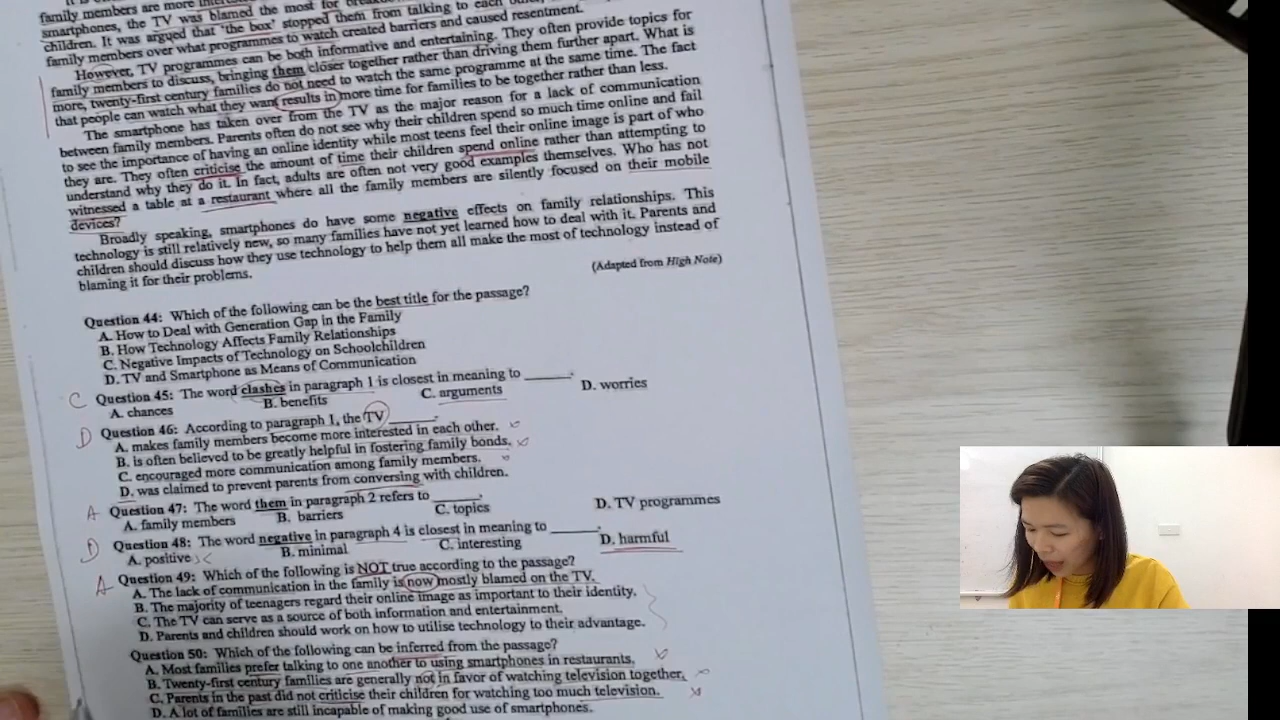 family members are more
smartphones, the TV was blamed the most for
children. It was argued that 'the box' stopped them from talking to each
family members over what programmes to watch created barriers and caused resentment.
However, TV programmes can be both informative and entertaining. They often provide topics for
family members to discuss, bringing them closer together rather than driving them further apart. What is
more, twenty-first century families do not need to watch the same programme at the same time. The fact
that people can watch what they want results in more time for families to be together rather than less.
The smartphone has taken over from the TV as the major reason for a lack of communication
between family members. Parents often do not see why their children spend so much time online and fail
to see the importance of having an online identity while most teens feel their online image is part of who
they are. They often criticise the amount of time their children spend online rather than attempting to
understand why they do it. In fact, adults are often not very good examples themselves. Who has not
witnessed a table at a restaurant where all the family members are silently focused on their mobile
devices?
Broadly speaking, smartphones do have some negative effects on family relationships. This
technology is still relatively new, so many families have not yet learned how to deal with it. Parents and
children should discuss how they use technology to help them all make the most of technology instead of
blaming it for their problems.
(Adapted from High Note)
Question 44: Which of the following can be the best title for the passage?
A. How to Deal with Generation Gap in the Family
B. How Technology Affects Family Relationships
C. Negative Impacts of Technology on Schoolchildren
D. TV and Smartphone as Means of Communication
C Question 45: The word clashes in paragraph 1 is closest in meaning to ______.
A. chances B. benefits C. arguments D. worries
D Question 46: According to paragraph 1, the TV ______.
A. makes family members become more interested in each other.
B. is often believed to be greatly helpful in fostering family bonds.
C. encouraged more communication among family members.
D. was claimed to prevent parents from conversing with children.
A Question 47: The word them in paragraph 2 refers to ______.
A. family members B. barriers C. topics D. TV programmes
D Question 48: The word negative in paragraph 4 is closest in meaning to ______.
A. positive B. minimal C. interesting D. harmful
A Question 49: Which of the following is NOT true according to the passage?
A. The lack of communication in the family is now mostly blamed on the TV.
B. The majority of teenagers regard their online image as important to their identity.
C. The TV can serve as a source of both information and entertainment.
D. Parents and children should work on how to utilise technology to their advantage.
Question 50: Which of the following can be inferred from the passage?
A. Most families prefer talking to one another to using smartphones in restaurants.
B. Twenty-first century families are generally not in favor of watching television together.
C. Parents in the past did not criticise their children for watching too much television.
D. A lot of families are still incapable of making good use of smartphones.